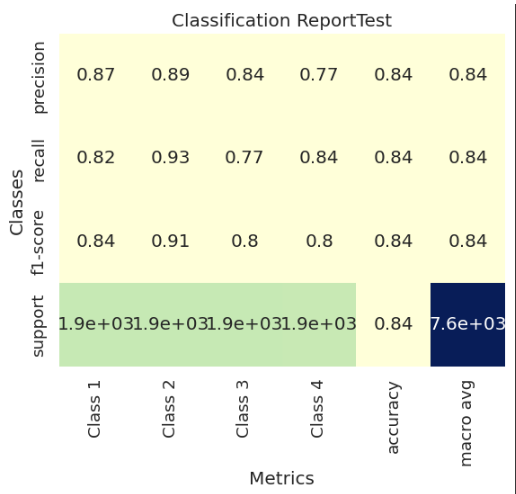 Classification ReportTest
Classes
precision 0.87 0.89 0.84 0.77 0.84 0.84
recall 0.82 0.93 0.77 0.84 0.84 0.84
f1-score 0.84 0.91 0.8 0.8 0.84 0.84
support 1.9e+03 1.9e+03 1.9e+03 1.9e+03 0.84 7.6e+03
Class 1 Class 2 Class 3 Class 4 accuracy macro avg
Metrics